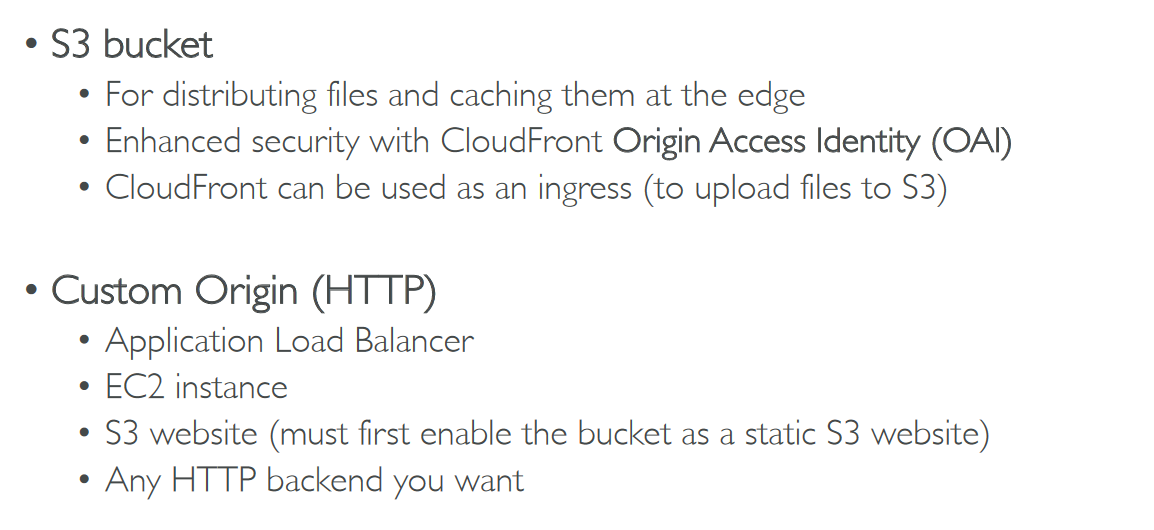 • S3 bucket
• For distributing files and caching them at the edge
• Enhanced security with CloudFront Origin Access Identity (OAI)
• CloudFront can be used as an ingress (to upload files to S3)
• Custom Origin (HTTP)
• Application Load Balancer
• EC2 instance
• S3 website (must first enable the bucket as a static S3 website)
• Any HTTP backend you want